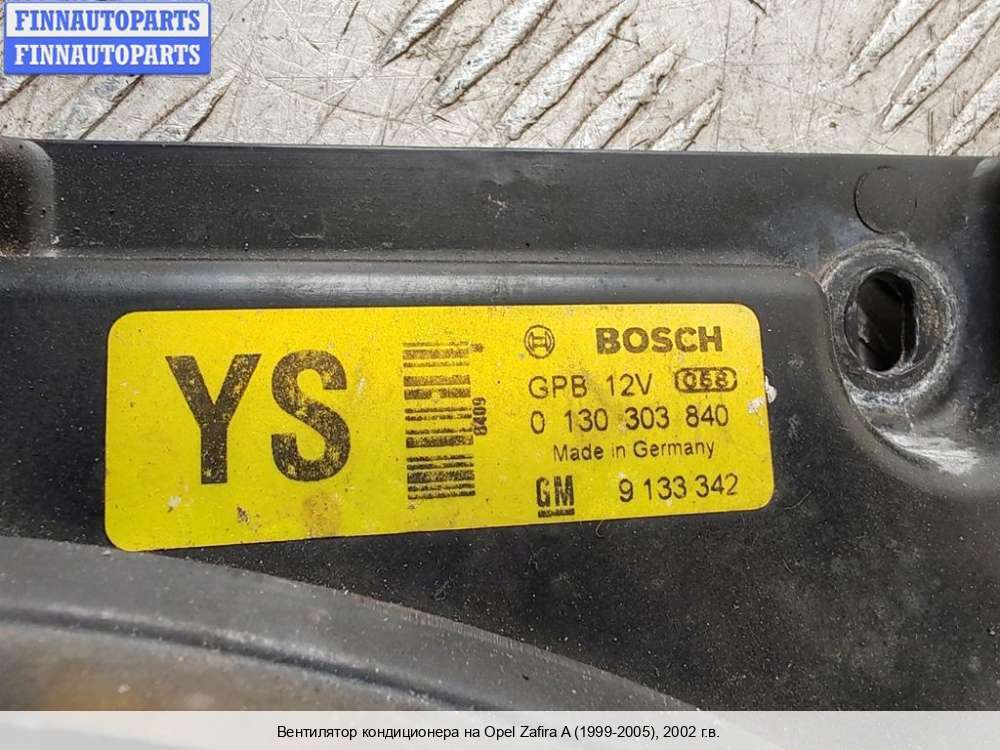 FINNAUTOPARTS
FINNAUTOPARTS
YS
8409
BOSCH
GPB 12V 058
0 130 303 840
Made in Germany
GM 9 133 342
Вентилятор кондиционера на Opel Zafira A (1999-2005), 2002 г.в.